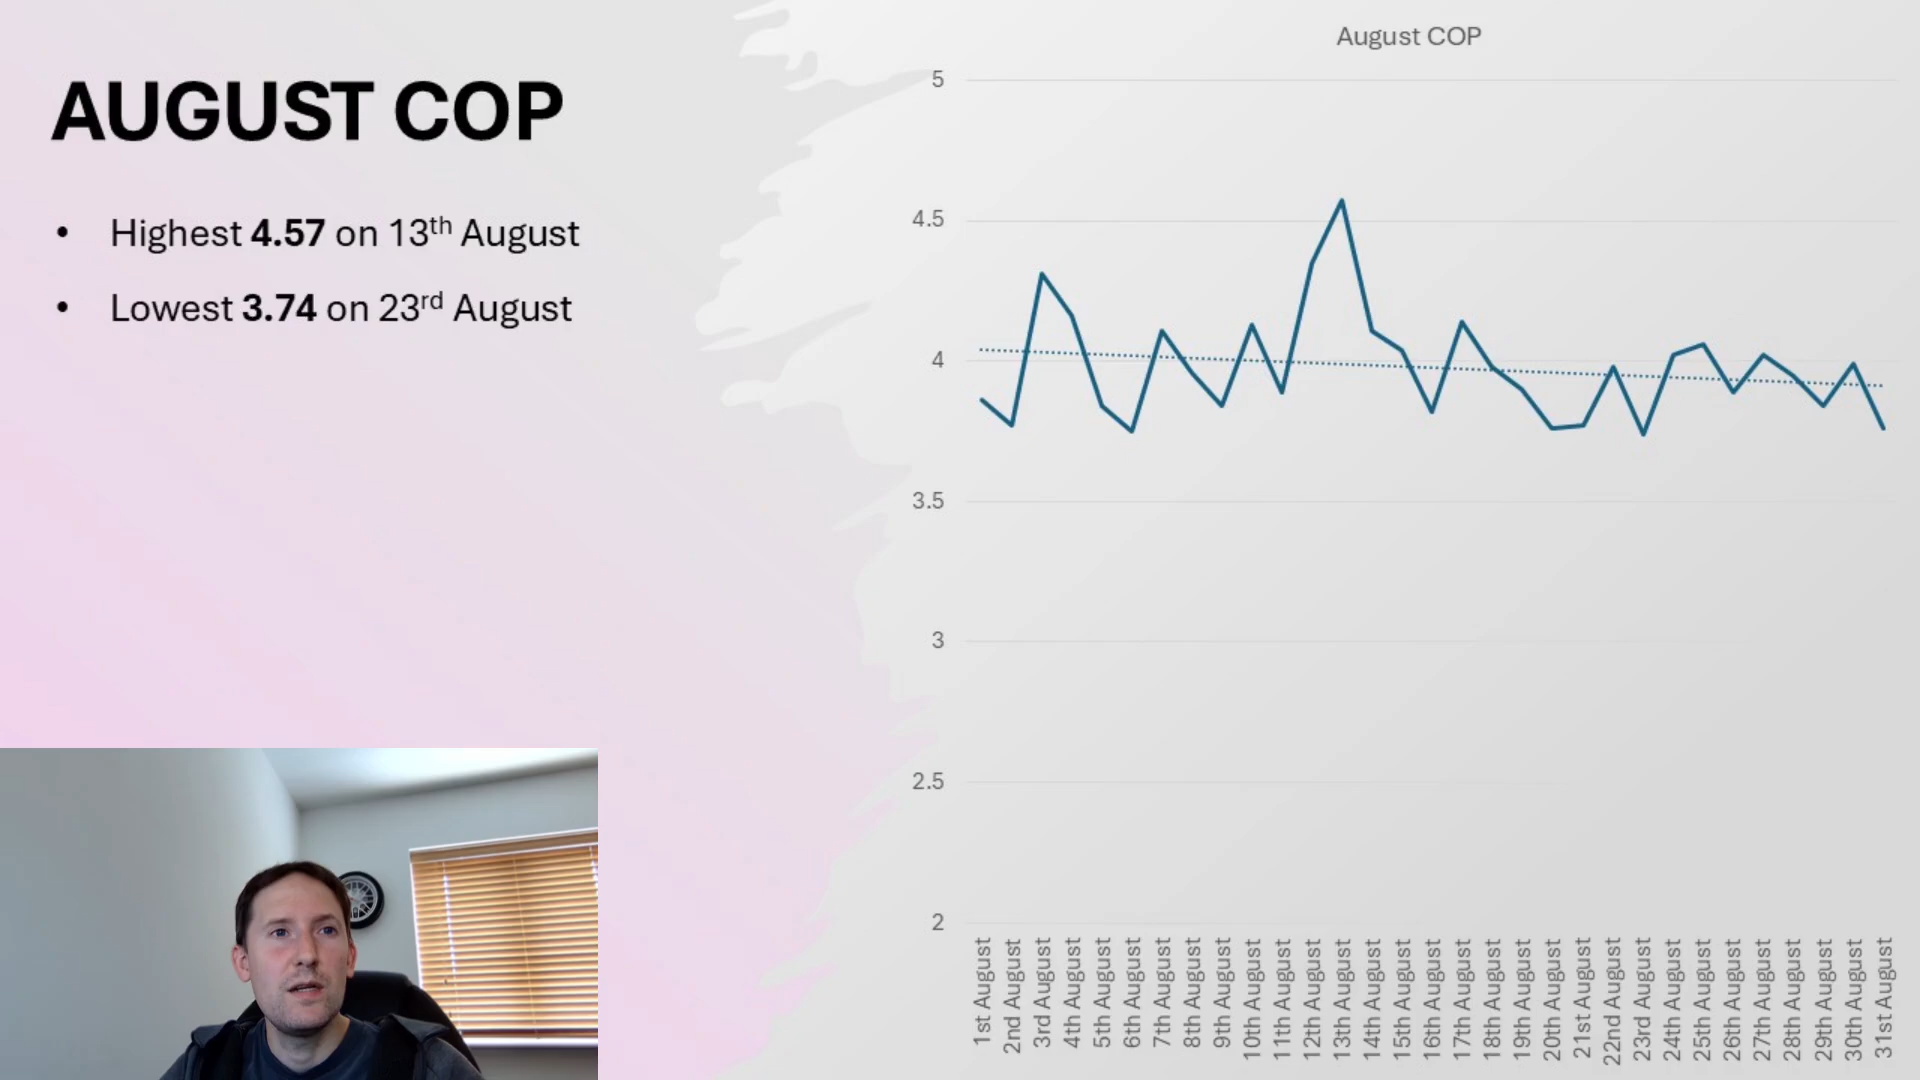 AUGUST COP
• Highest 4.57 on 13th August
• Lowest 3.74 on 23rd August
August COP
5
4.5
4
3.5
3
2.5
2
1st August
2nd August
3rd August
4th August
5th August
6th August
7th August
8th August
9th August
10th August
11th August
12th August
13th August
14th August
15th August
16th August
17th August
18th August
19th August
20th August
21st August
22nd August
23rd August
24th August
25th August
26th August
27th August
28th August
29th August
30th August
31st August